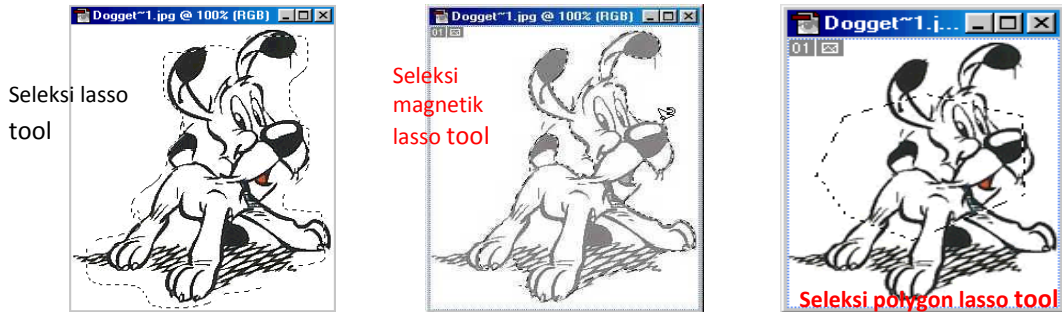 Dogget~1.jpg @ 100% (RGB)
Seleksi lasso
tool
Dogget~1.jpg @ 100% (RGB)
01
Seleksi
magnetik
lasso tool
Dogget~1.j...
01
Seleksi polygon lasso tool